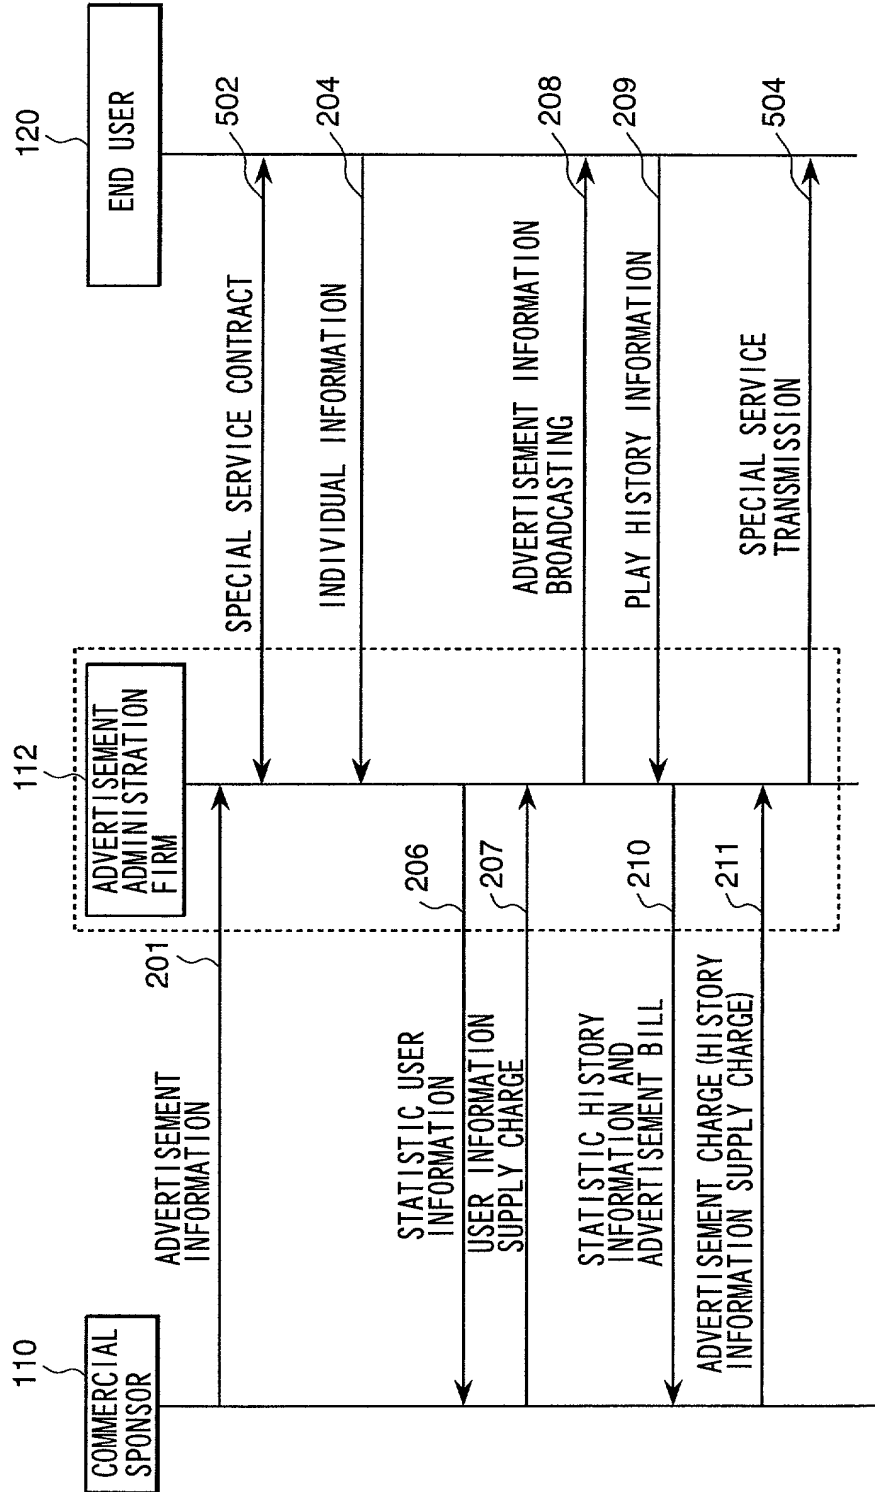 110
COMMERCIAL
SPONSOR
112
ADVERTISEMENT
ADMINISTRATION
FIRM
120
END USER
ADVERTISEMENT
INFORMATION
201
SPECIAL SERVICE CONTRACT
502
INDIVIDUAL INFORMATION
204
STATISTIC USER
INFORMATION
206
USER INFORMATION
SUPPLY CHARGE
207
ADVERTISEMENT INFORMATION
BROADCASTING
208
PLAY HISTORY INFORMATION
209
STATISTIC HISTORY
INFORMATION AND
ADVERTISEMENT BILL
210
ADVERTISEMENT CHARGE(HISTORY
INFORMATION SUPPLY CHARGE)
211
SPECIAL SERVICE
TRANSMISSION
504